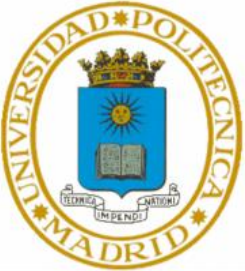 UNIVERSIDAD POLITECNICA
MADRID
TECHNICA
IMPENDI
NATIONI